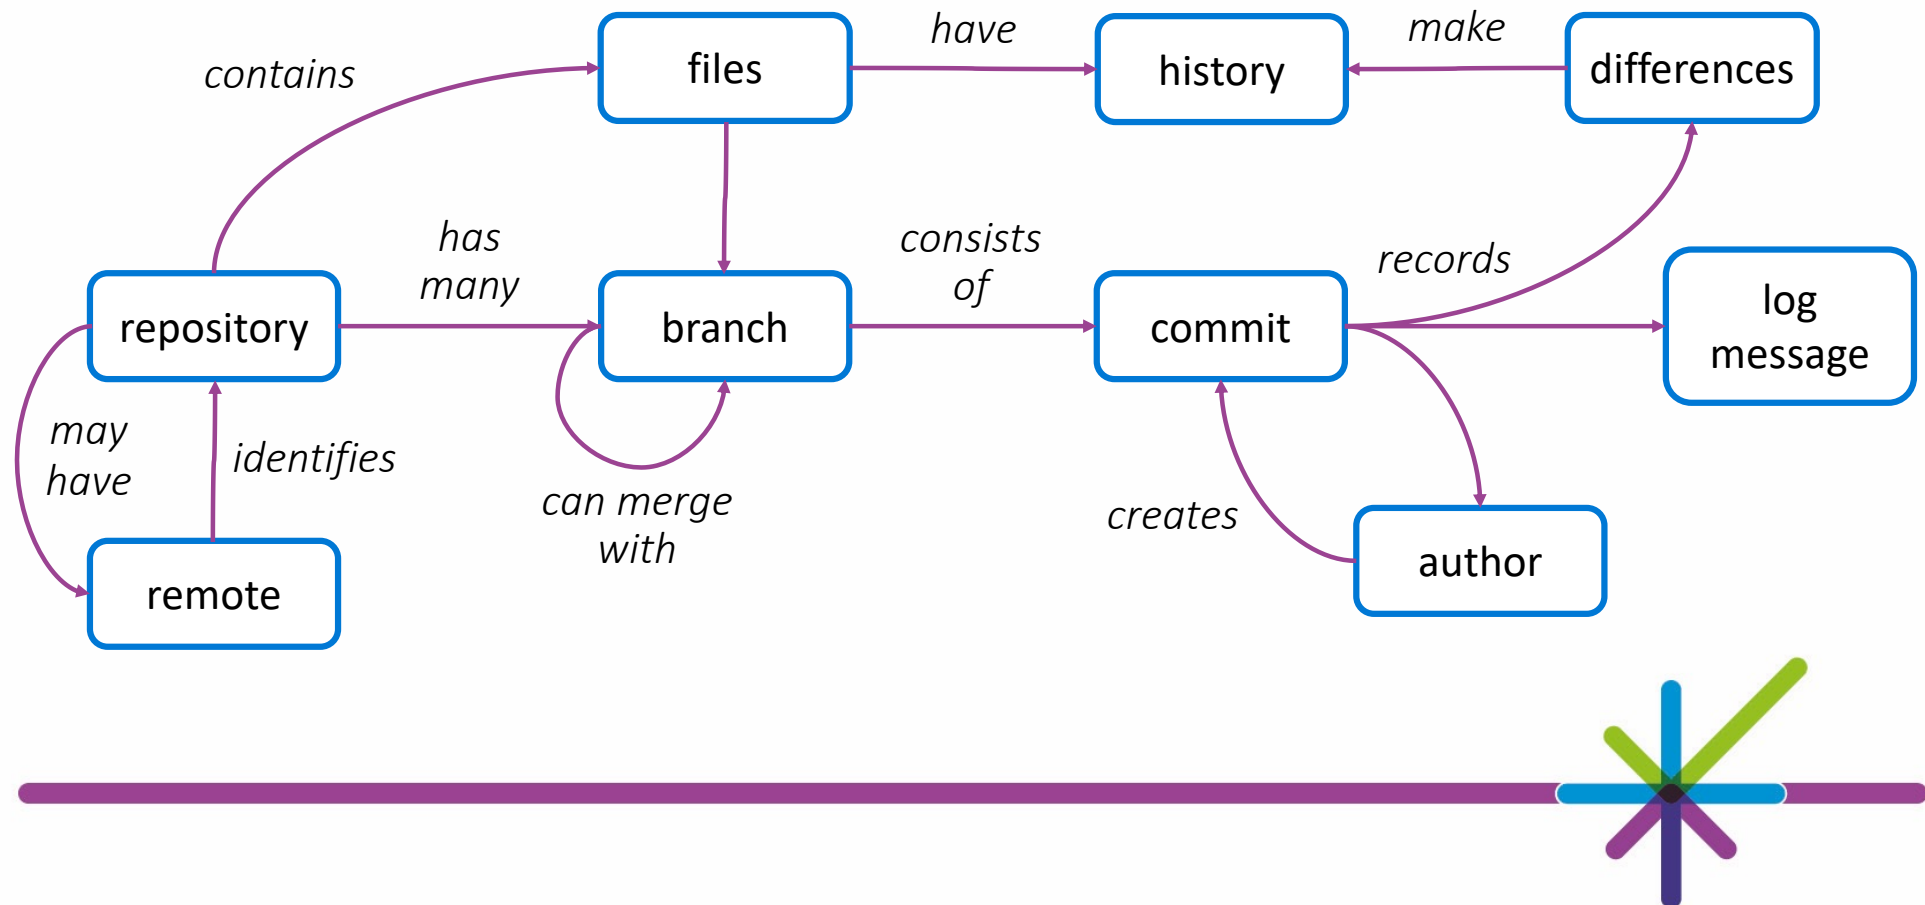 contains
files
have
history
make
differences
has
many
consists
of
records
repository
branch
commit
log
message
may
have
identifies
can merge
with
creates
remote
author